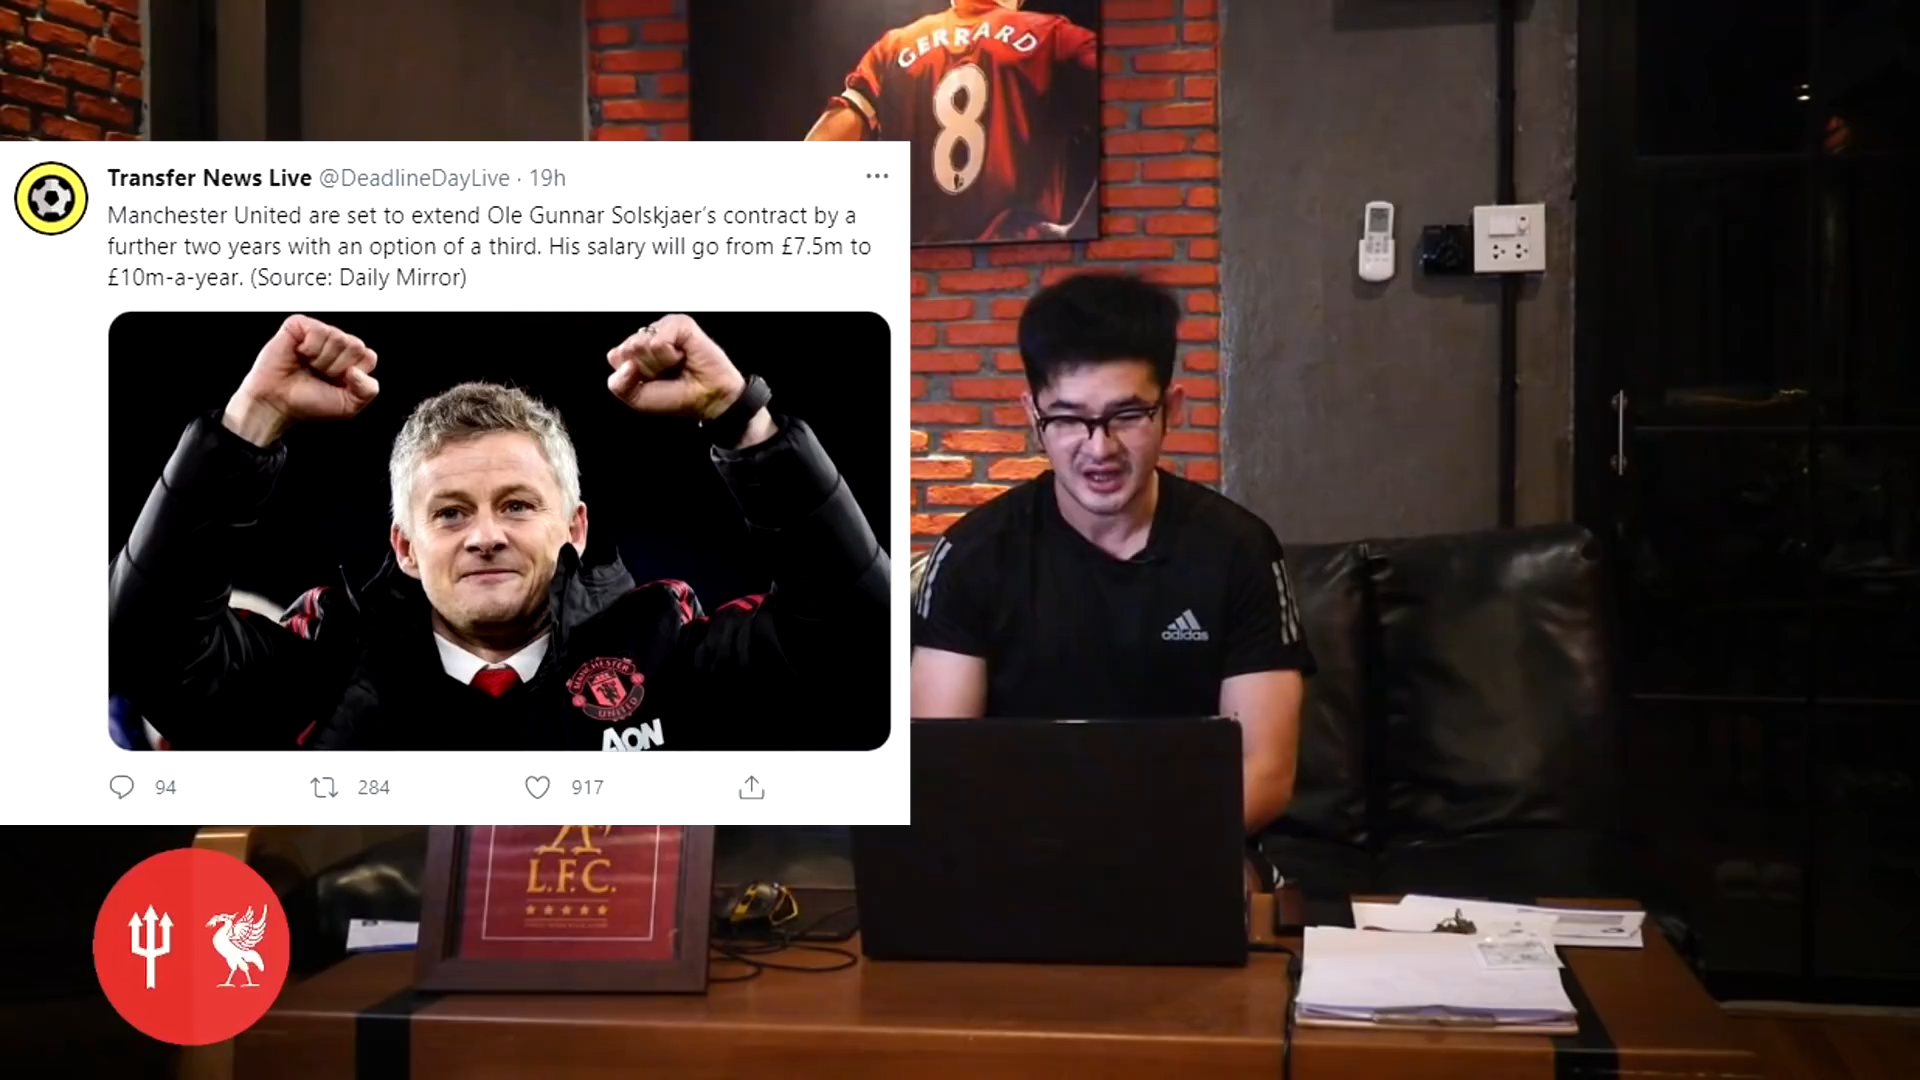 GERRARD
8
Transfer News Live @DeadlineDayLive · 19h
Manchester United are set to extend Ole Gunnar Solskjaer's contract by a
further two years with an option of a third. His salary will go from £7.5m to
£10m-a-year. (Source: Daily Mirror)
MANCHESTER
UNITED
AON
94 284 917
adidas
L.F.C.